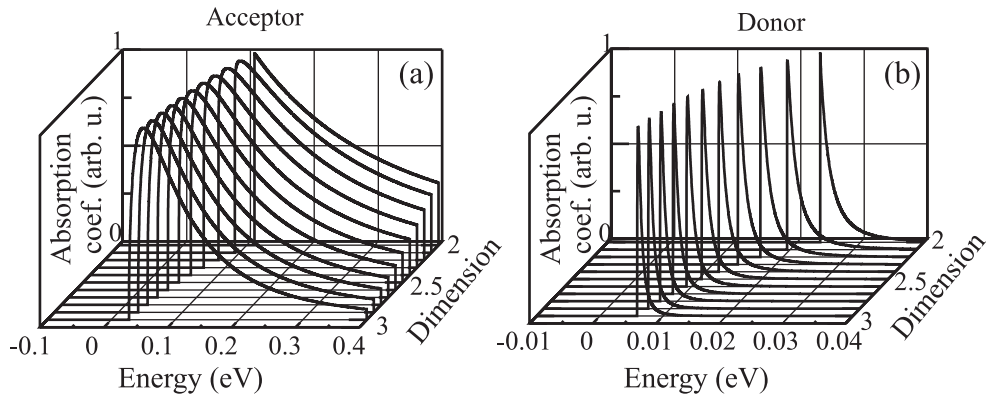 Acceptor
(a)
1
0
Absorption
coef. (arb. u.)
-0.1 0 0.1 0.2 0.3 0.4
Energy (eV)
2
2.5
3
Dimension
Donor
(b)
1
0
Absorption
coef. (arb. u.)
-0.01 0 0.01 0.02 0.03 0.04
Energy (eV)
2
2.5
3
Dimension